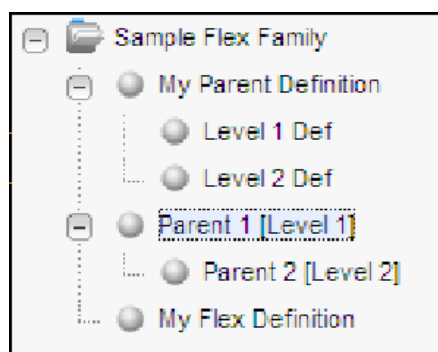 Sample Flex Family
My Parent Definition
Level 1 Def
Level 2 Def
Parent 1 [Level 1]
Parent 2 [Level 2]
My Flex Definition